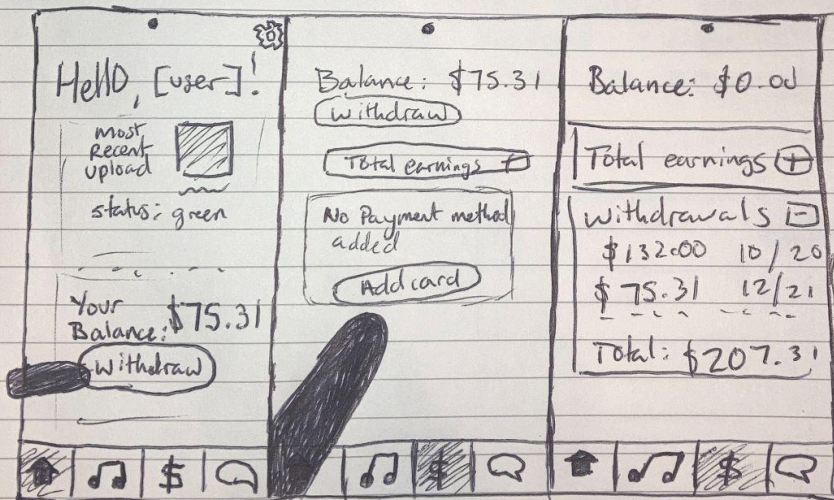 Hello, [user]!
most
Recent
upload
status: green
Your
Balance: $75.31
withdraw
$
Balance: $75.31
withdraw
Total earnings +
No Payment method
added
Add card
$
Balance: $0.00
Total earnings +
withdrawals -
$132.00 10/20
$75.31 12/21
Total: $207.31
$